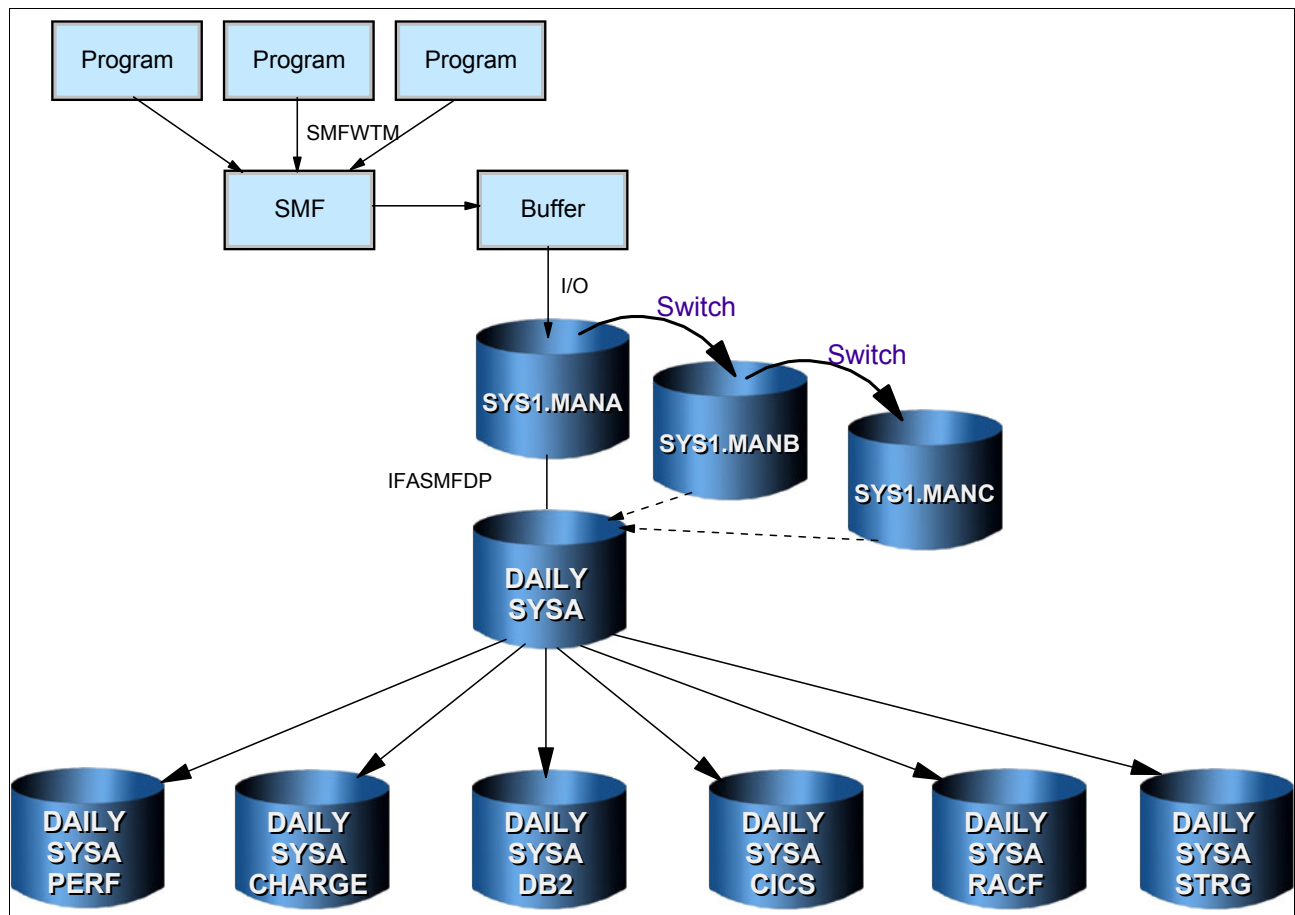 Program
Program
Program
SMFWTM
SMF
Buffer
I/O
Switch
Switch
SYS1.MANA
SYS1.MANB
SYS1.MANC
IFASMFDP
DAILY
SYSA
DAILY
SYSA
PERF
DAILY
SYSA
CHARGE
DAILY
SYSA
DB2
DAILY
SYSA
CICS
DAILY
SYSA
RACF
DAILY
SYSA
STRG